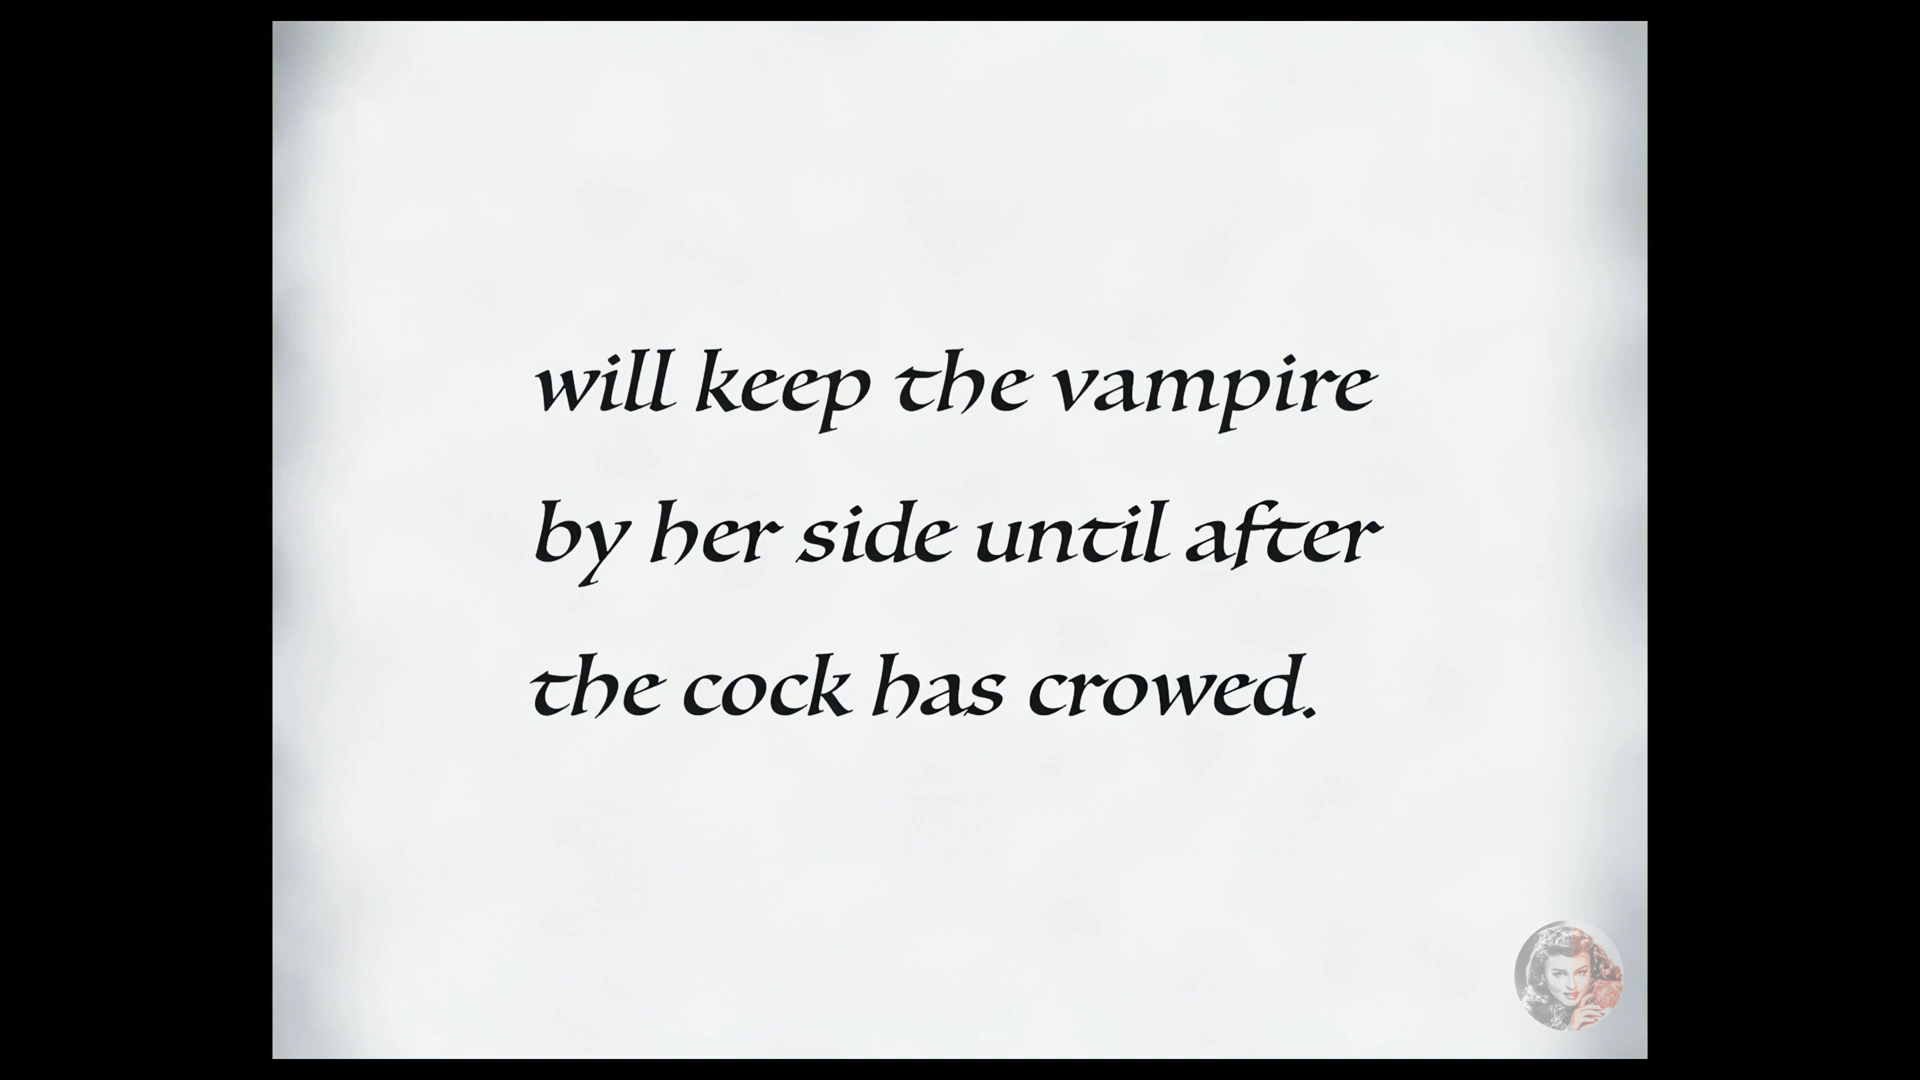 will keep the vampire
by her side until after
the cock has crowed.